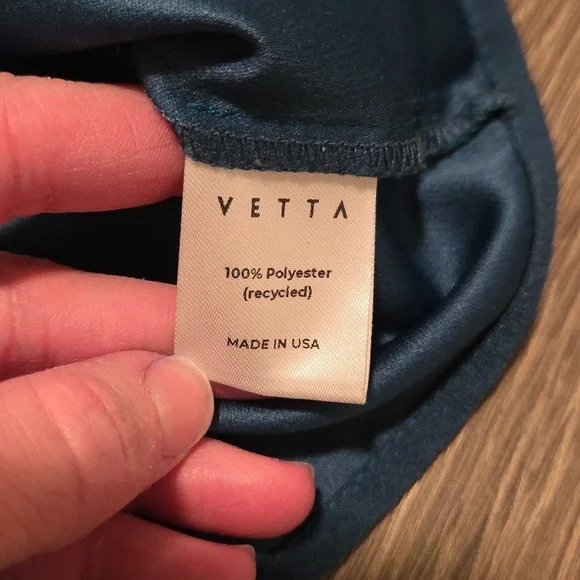 VETTA
100% Polyester
(recycled)
MADE IN USA